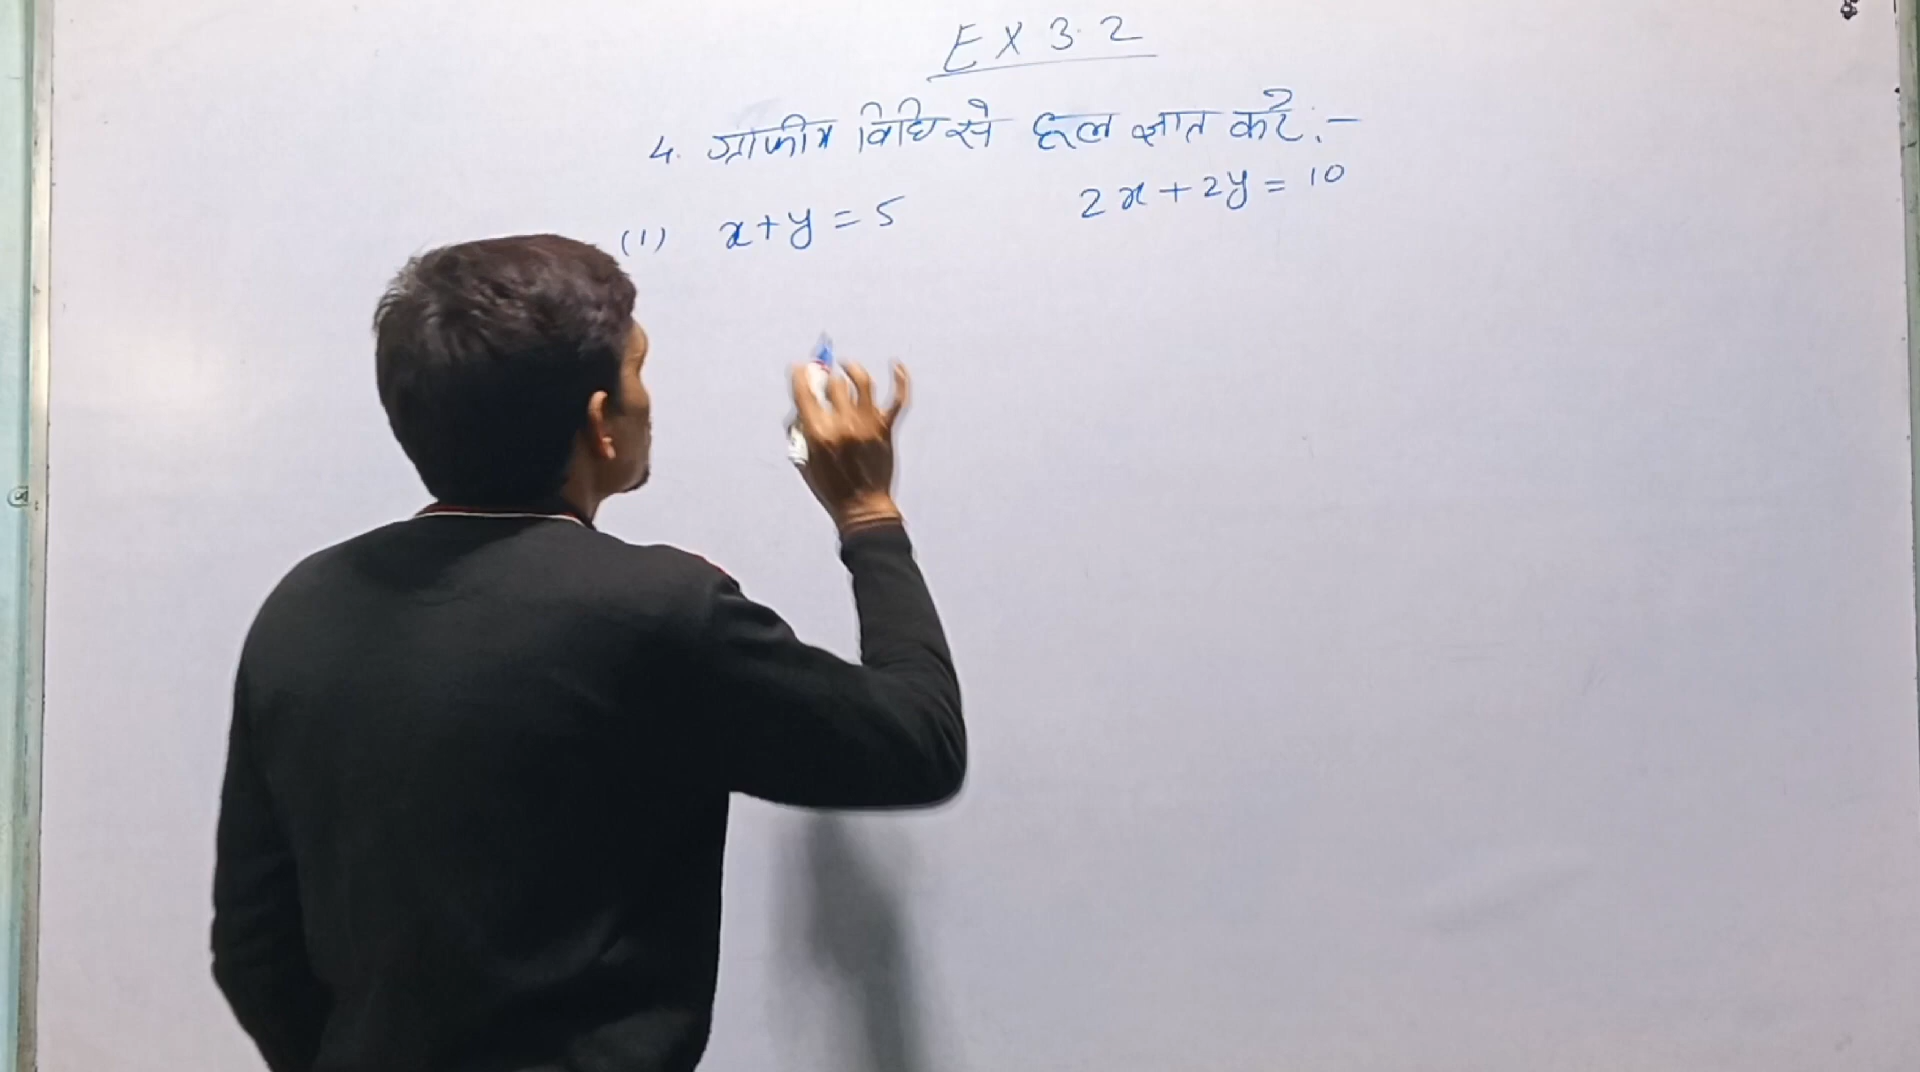 EX 3.2
4. ग्राफीय विधि से हल ज्ञात करें :-
(1) x+y = 5 2x+2y = 10